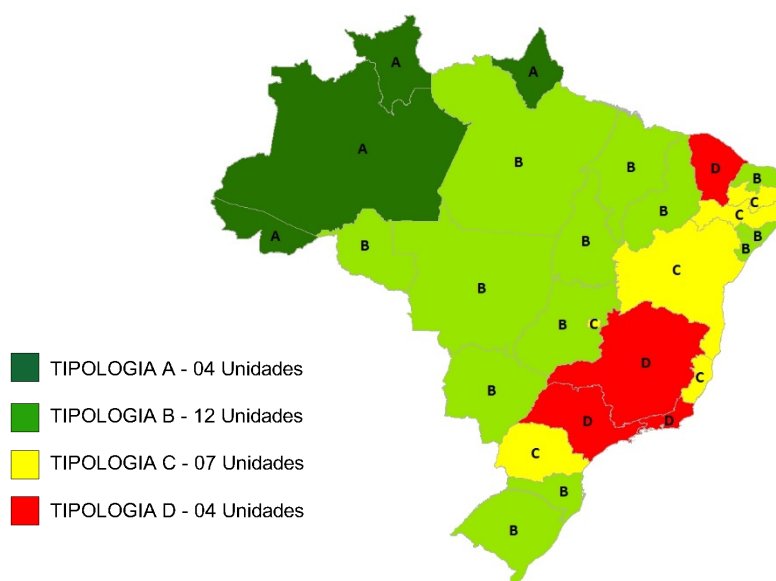 A
A
A
B
B
D
B
C
C
B
B
B
A
B
B
B
C
C
B
D
C
B
D
D
C
B
B
TIPOLOGIA A - 04 Unidades
TIPOLOGIA B - 12 Unidades
TIPOLOGIA C - 07 Unidades
TIPOLOGIA D - 04 Unidades